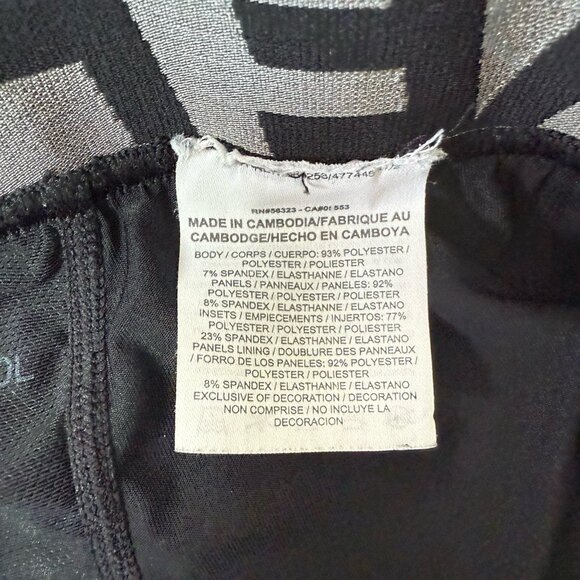 RN#56323 - CA#05553
MADE IN CAMBODIA/FABRIQUE AU
CAMBODGE/HECHO EN CAMBOYA
BODY / CORPS / CUERPO: 93% POLYESTER /
POLYESTER / POLIESTER
7% SPANDEX / ELASTHANNE / ELASTANO
PANELS / PANNEAUX / PANELES: 92%
POLYESTER / POLYESTER / POLIESTER
8% SPANDEX / ELASTHANNE / ELASTANO
INSETS / EMPIECEMENTS / INJERTOS: 77%
POLYESTER / POLYESTER / POLIESTER
23% SPANDEX / ELASTHANNE / ELASTANO
PANELS LINING / DOUBLURE DES PANNEAUX
/ FORRO DE LOS PANELES: 92% POLYESTER /
POLYESTER / POLIESTER
8% SPANDEX / ELASTHANNE / ELASTANO
EXCLUSIVE OF DECORATION / DECORATION
NON COMPRISE / NO INCLUYE LA
DECORACION